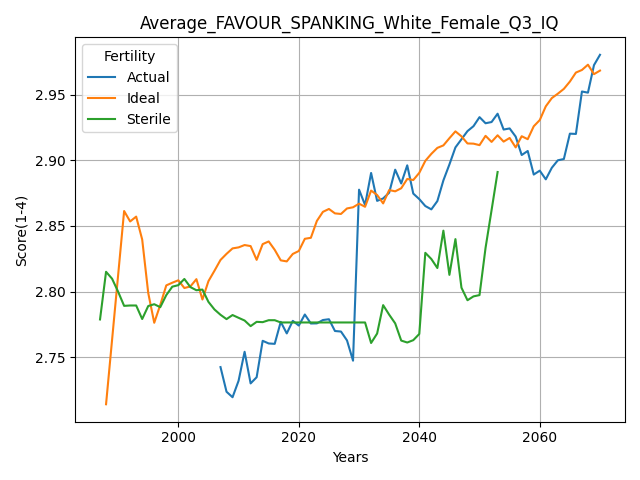 Average_FAVOUR_SPANKING_White_Female_Q3_IQ
Fertility
Actual
Ideal
Sterile
Score(1-4)
2.95
2.90
2.85
2.80
2.75
2000
2020
2040
2060
Years